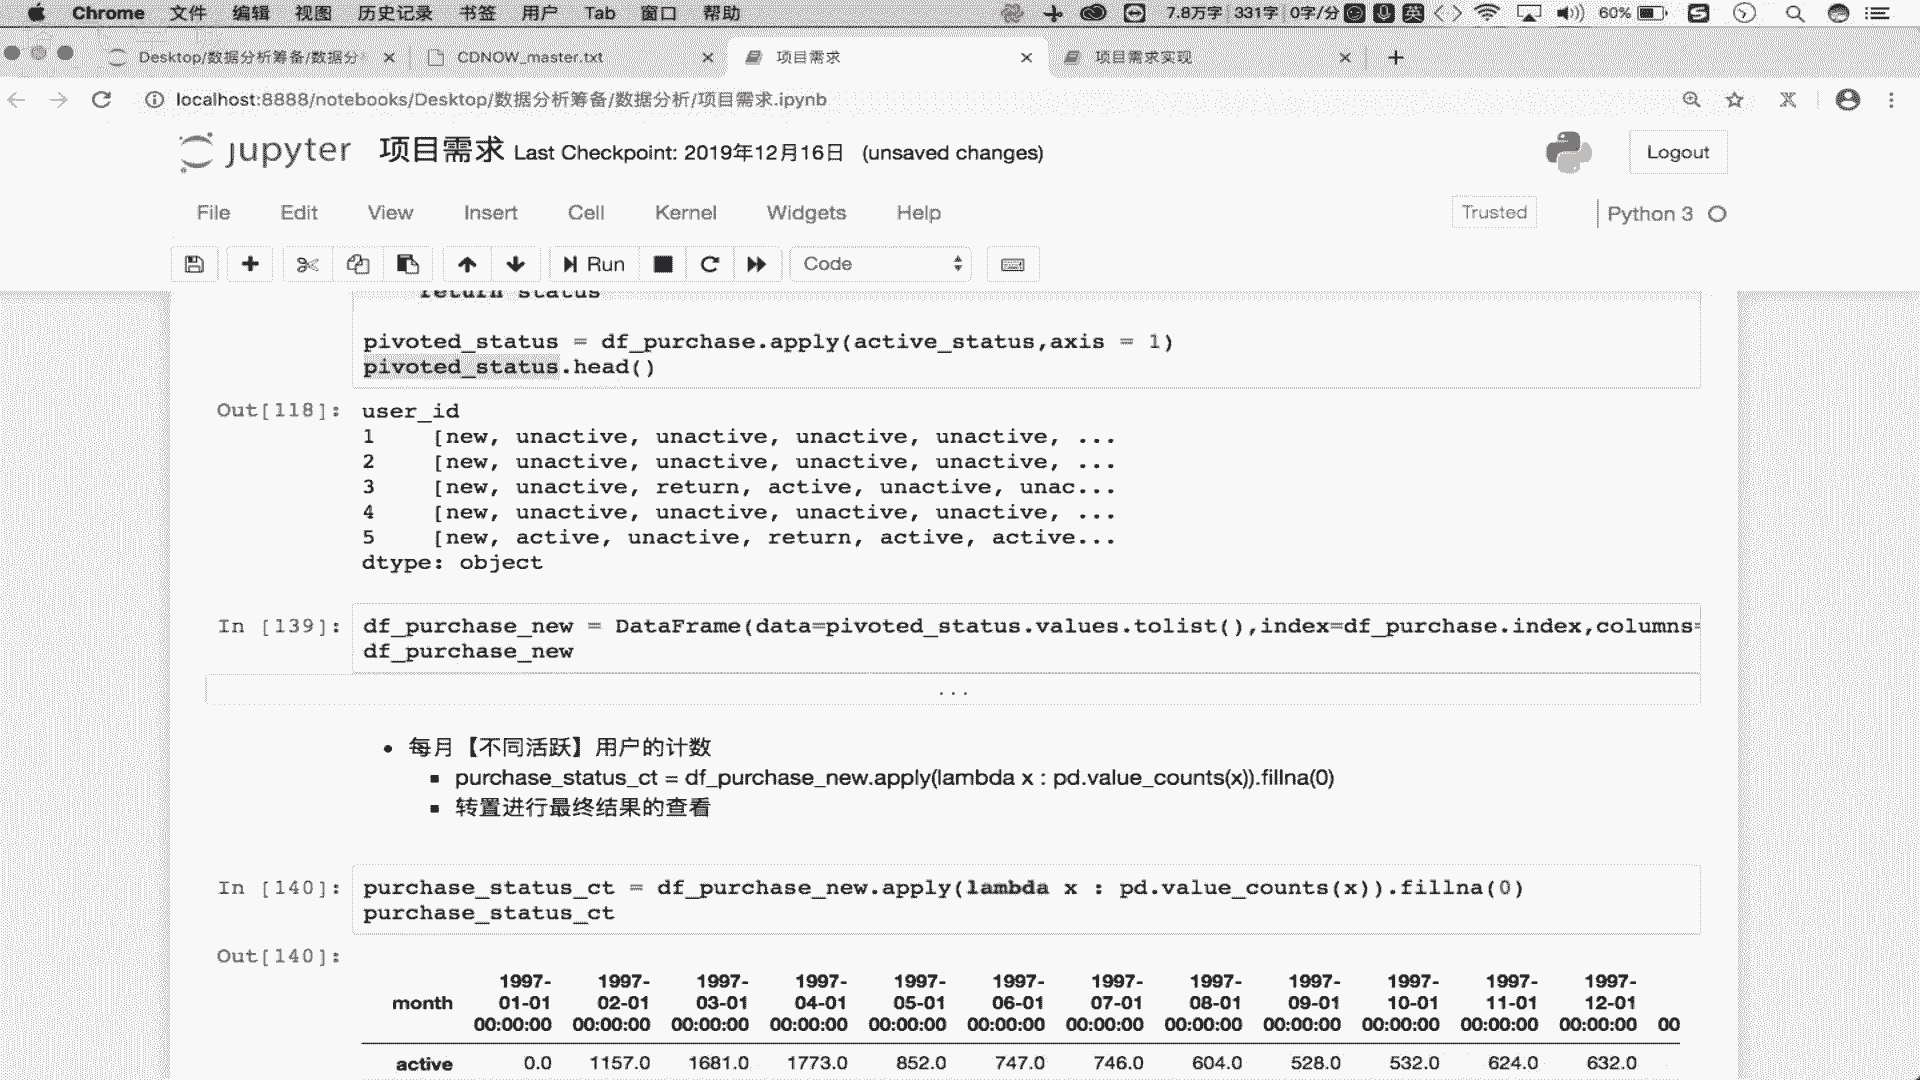 Chrome 文件 编辑 视图 历史记录 书签 用户 Tab 窗口 帮助 7.8万字 331字 0字/分 英 60%
Desktop/数据分析筹备/数据分 CDNOW_master.txt 项目需求 项目需求实现
localhost:8888/notebooks/Desktop/数据分析筹备/数据分析/项目需求.ipynb
jupyter 项目需求 Last Checkpoint: 2019年12月16日 (unsaved changes) Logout
File Edit View Insert Cell Kernel Widgets Help Trusted Python 3
Run Code
return status
pivoted_status = df_purchase.apply(active_status,axis = 1)
pivoted_status.head()
Out[118]: user_id
1 [new, unactive, unactive, unactive, unactive, ...
2 [new, unactive, unactive, unactive, unactive, ...
3 [new, unactive, return, active, unactive, unac...
4 [new, unactive, unactive, unactive, unactive, ...
5 [new, active, unactive, return, active, active...
dtype: object
In [139]: df_purchase_new = DataFrame(data=pivoted_status.values.tolist(),index=df_purchase.index,columns=
df_purchase_new
...
• 每月【不同活跃】用户的计数
▪ purchase_status_ct = df_purchase_new.apply(lambda x : pd.value_counts(x)).fillna(0)
▪ 转置进行最终结果的查看
In [140]: purchase_status_ct = df_purchase_new.apply(lambda x : pd.value_counts(x)).fillna(0)
purchase_status_ct
Out[140]:
1997- 1997- 1997- 1997- 1997- 1997- 1997- 1997- 1997- 1997- 1997- 1997-
month 01-01 02-01 03-01 04-01 05-01 06-01 07-01 08-01 09-01 10-01 11-01 12-01
00:00:00 00:00:00 00:00:00 00:00:00 00:00:00 00:00:00 00:00:00 00:00:00 00:00:00 00:00:00 00:00:00 00:00:00 00
active 0.0 1157.0 1681.0 1773.0 852.0 747.0 746.0 604.0 528.0 532.0 624.0 632.0